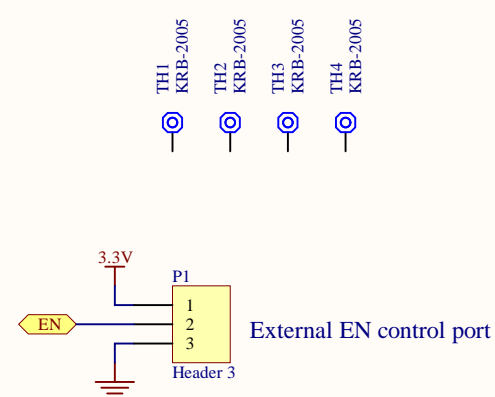 TH1
KRB-2005
TH2
KRB-2005
TH3
KRB-2005
TH4
KRB-2005
3.3V
P1
1
EN
2
External EN control port
3
Header 3